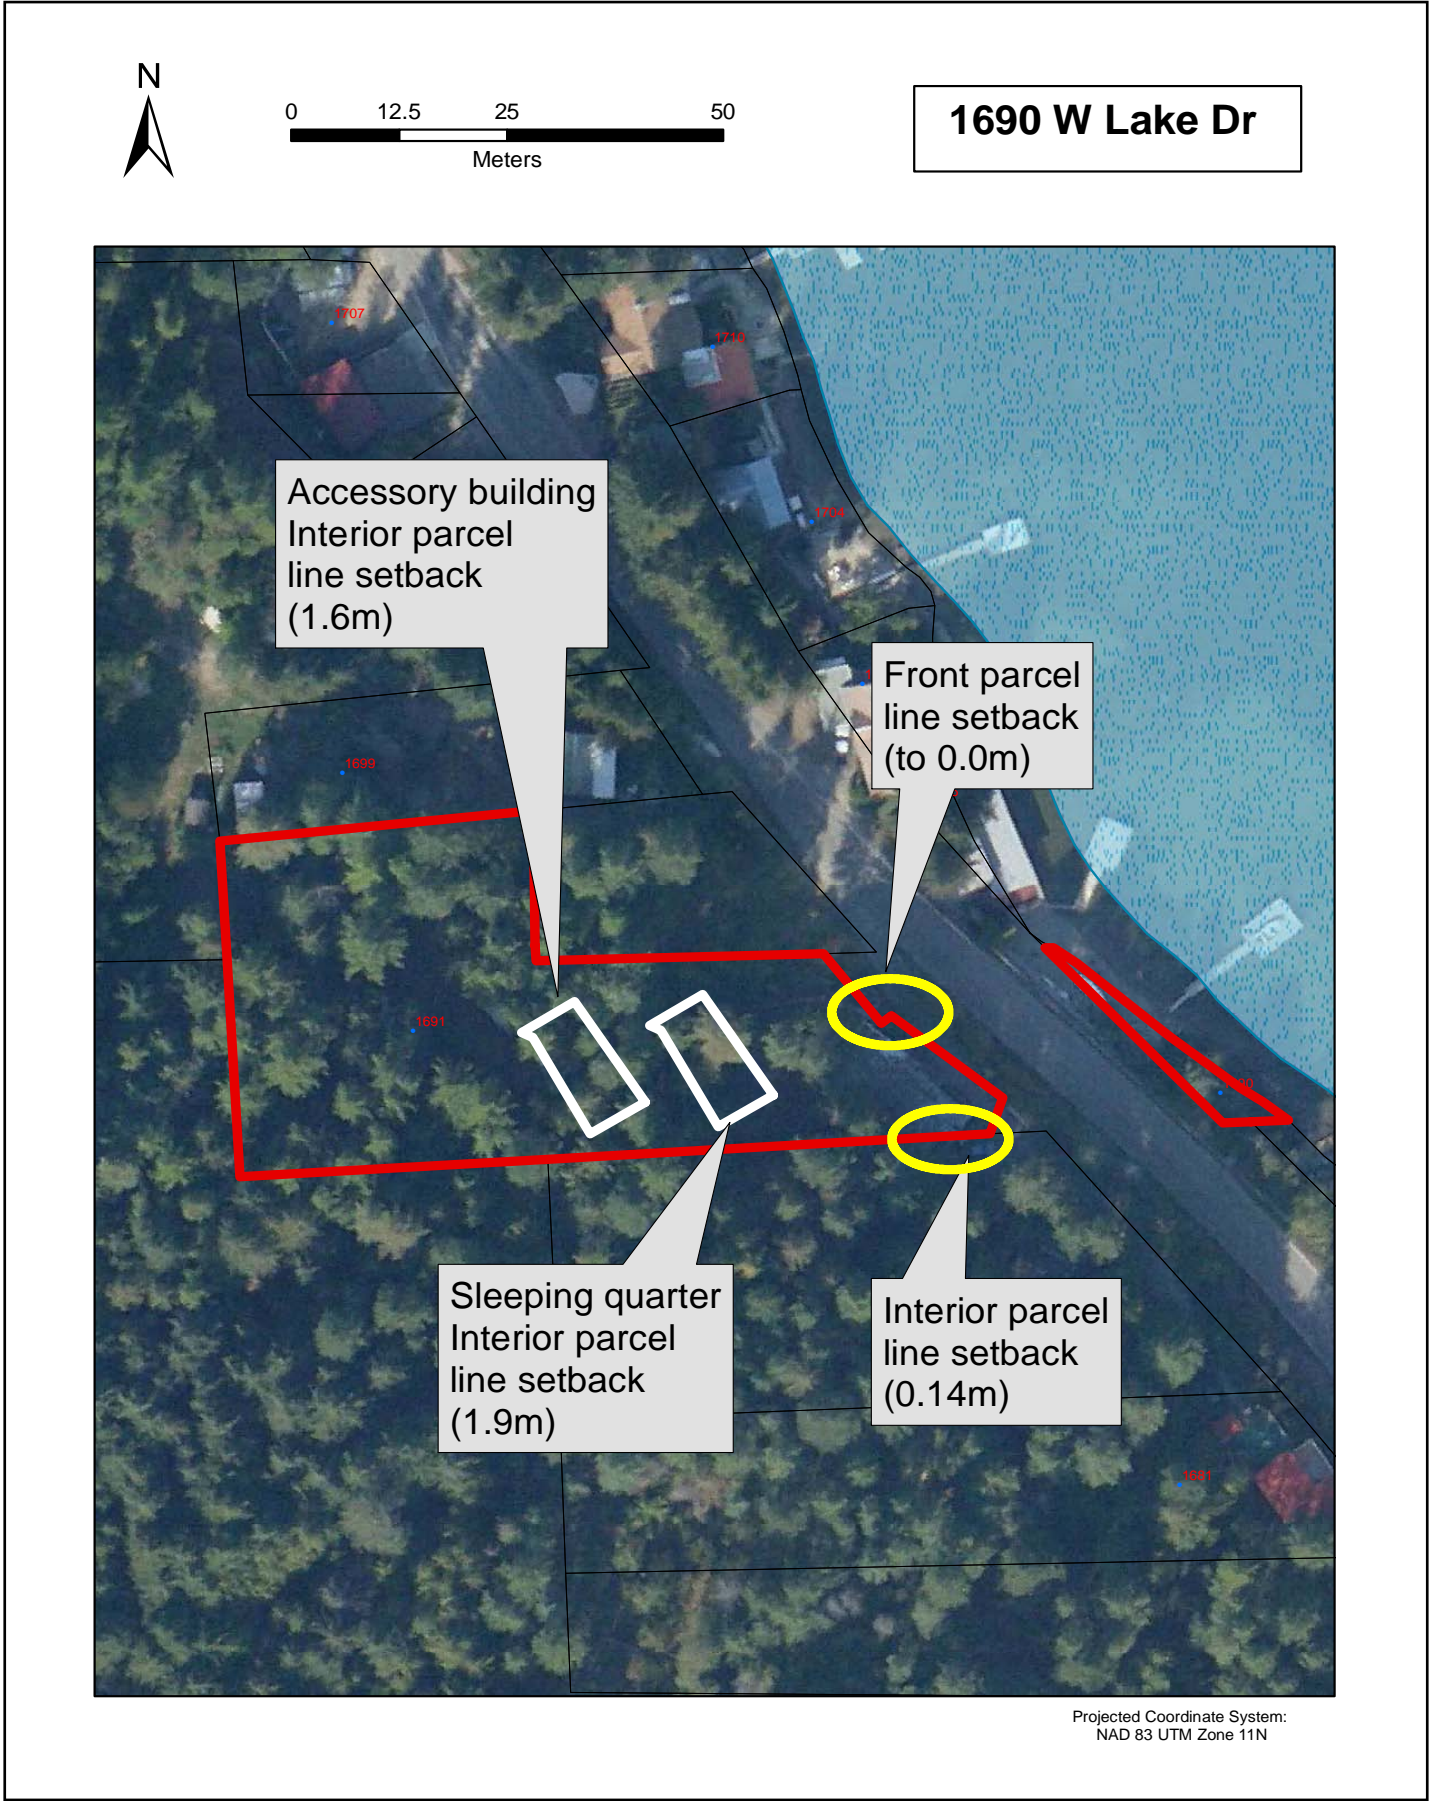 N
0 12.5 25 50
Meters
1690 W Lake Dr
1707
1710
Accessory building
Interior parcel
line setback
(1.6m)
1704
Front parcel
line setback
(to 0.0m)
1699
1691
Sleeping quarter
Interior parcel
line setback
(1.9m)
Interior parcel
line setback
(0.14m)
1681
Projected Coordinate System:
NAD 83 UTM Zone 11N